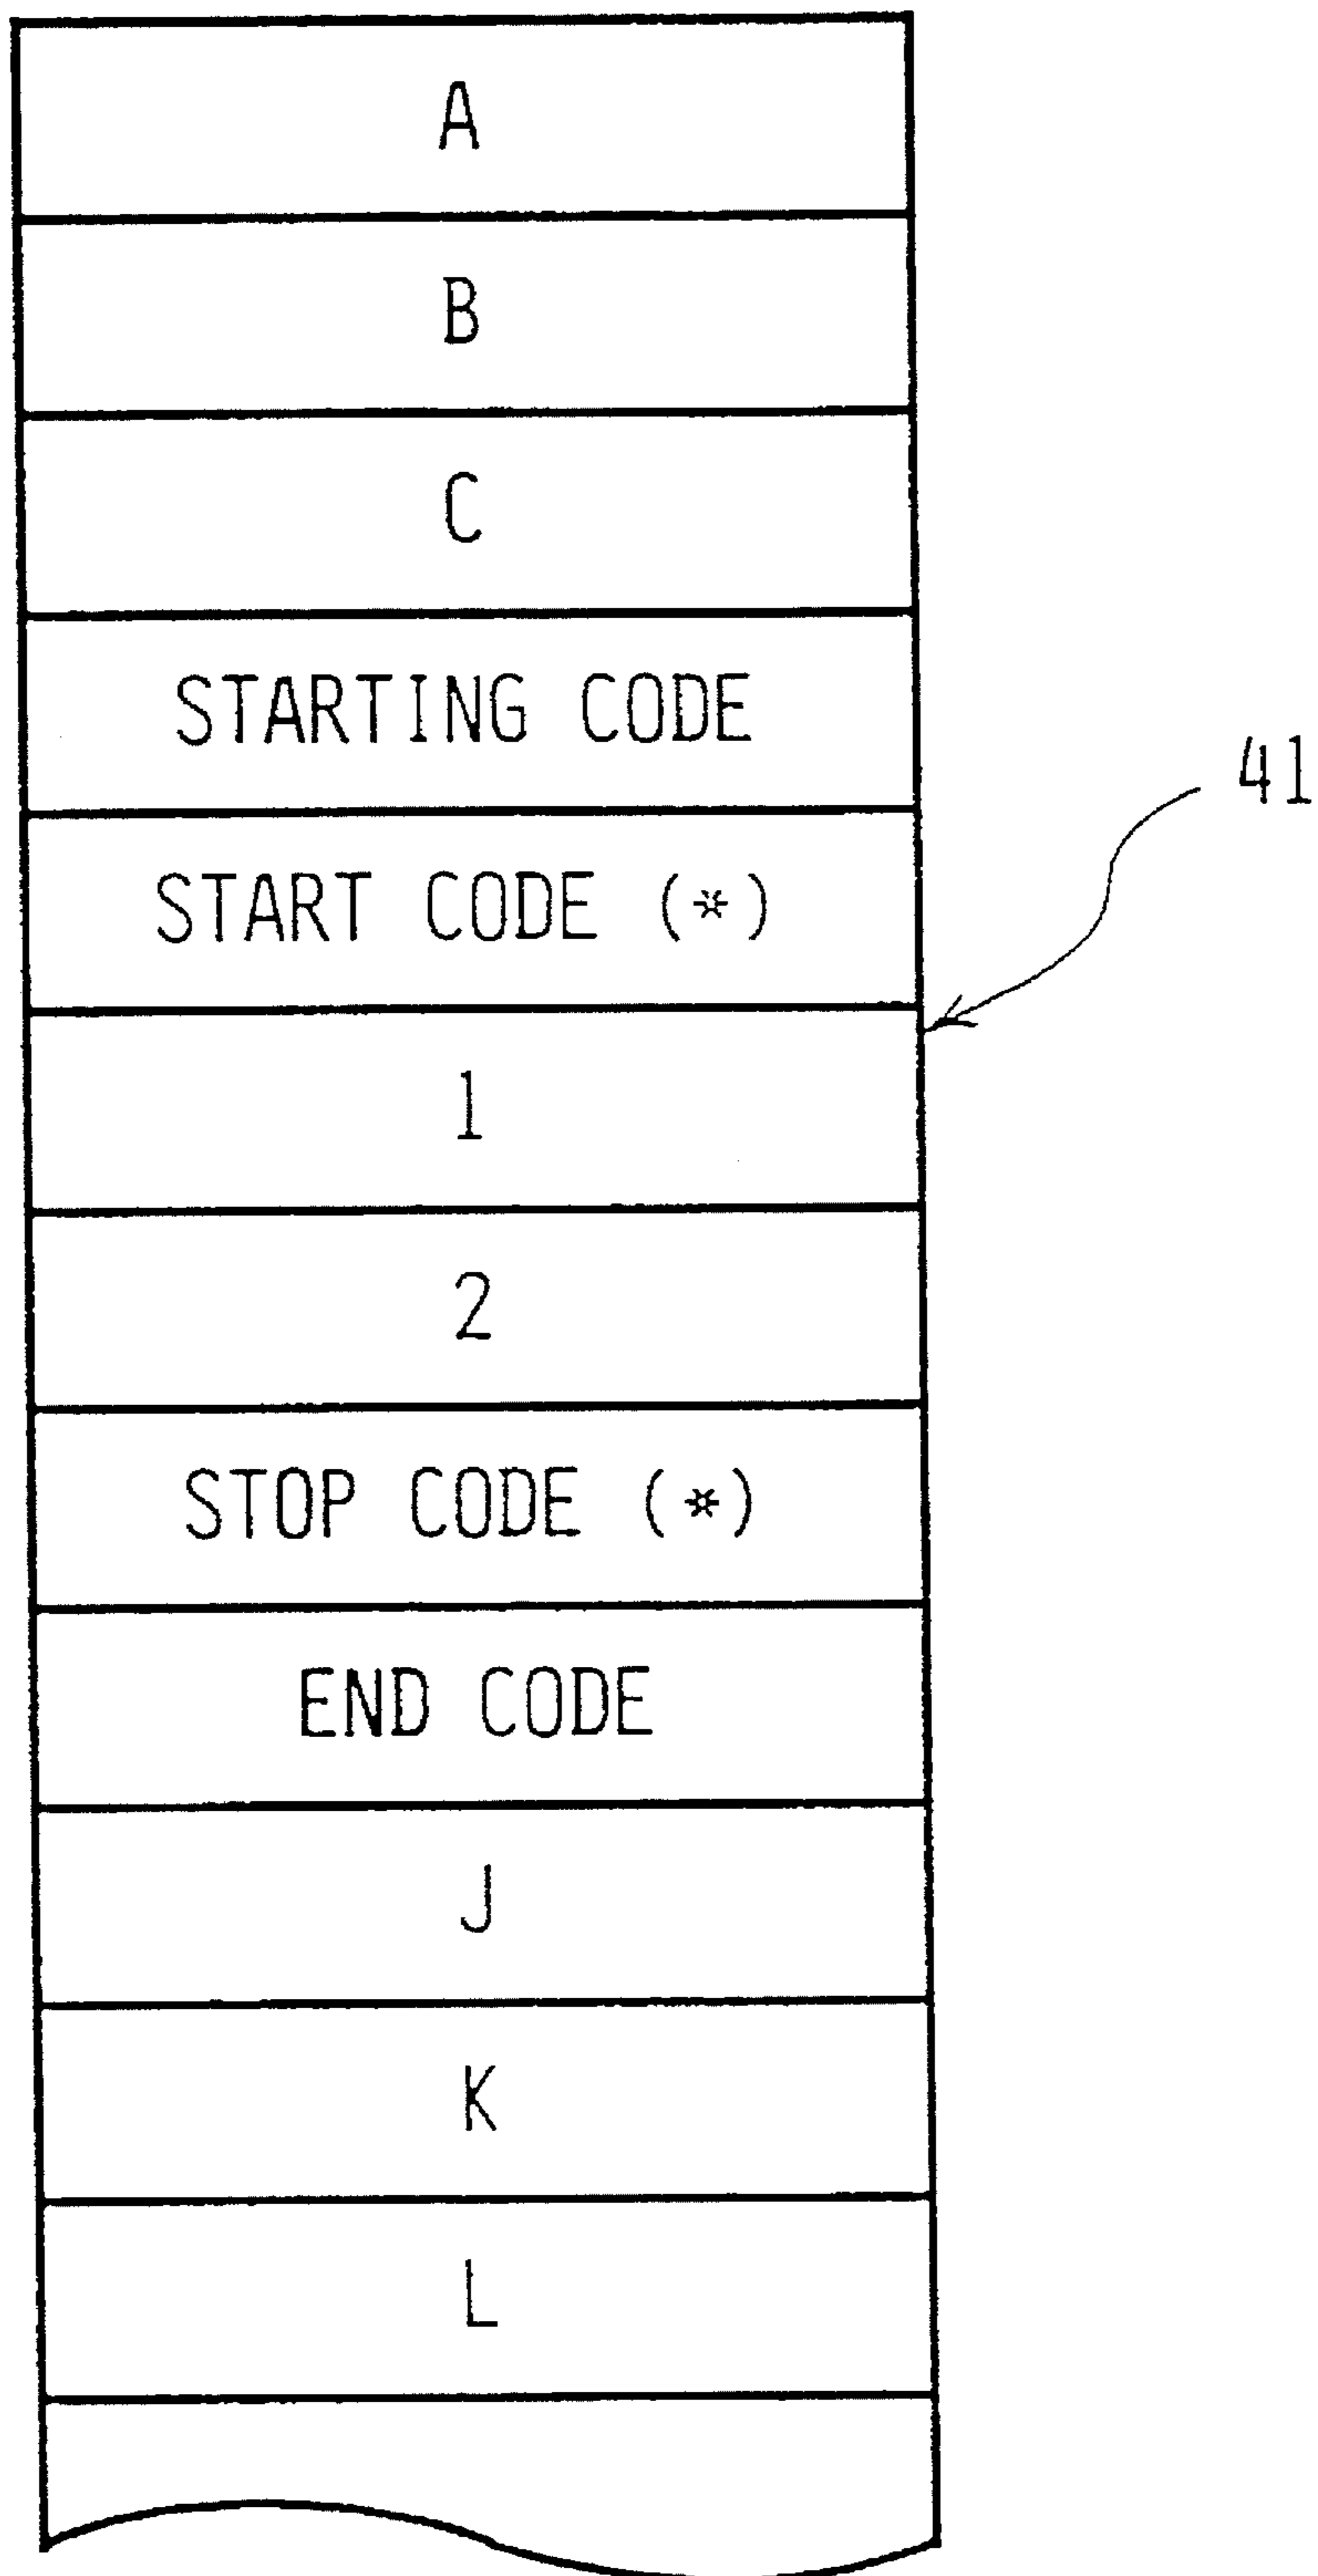 A
B
C
STARTING CODE
41
START CODE (*)
1
2
STOP CODE (*)
END CODE
J
K
L